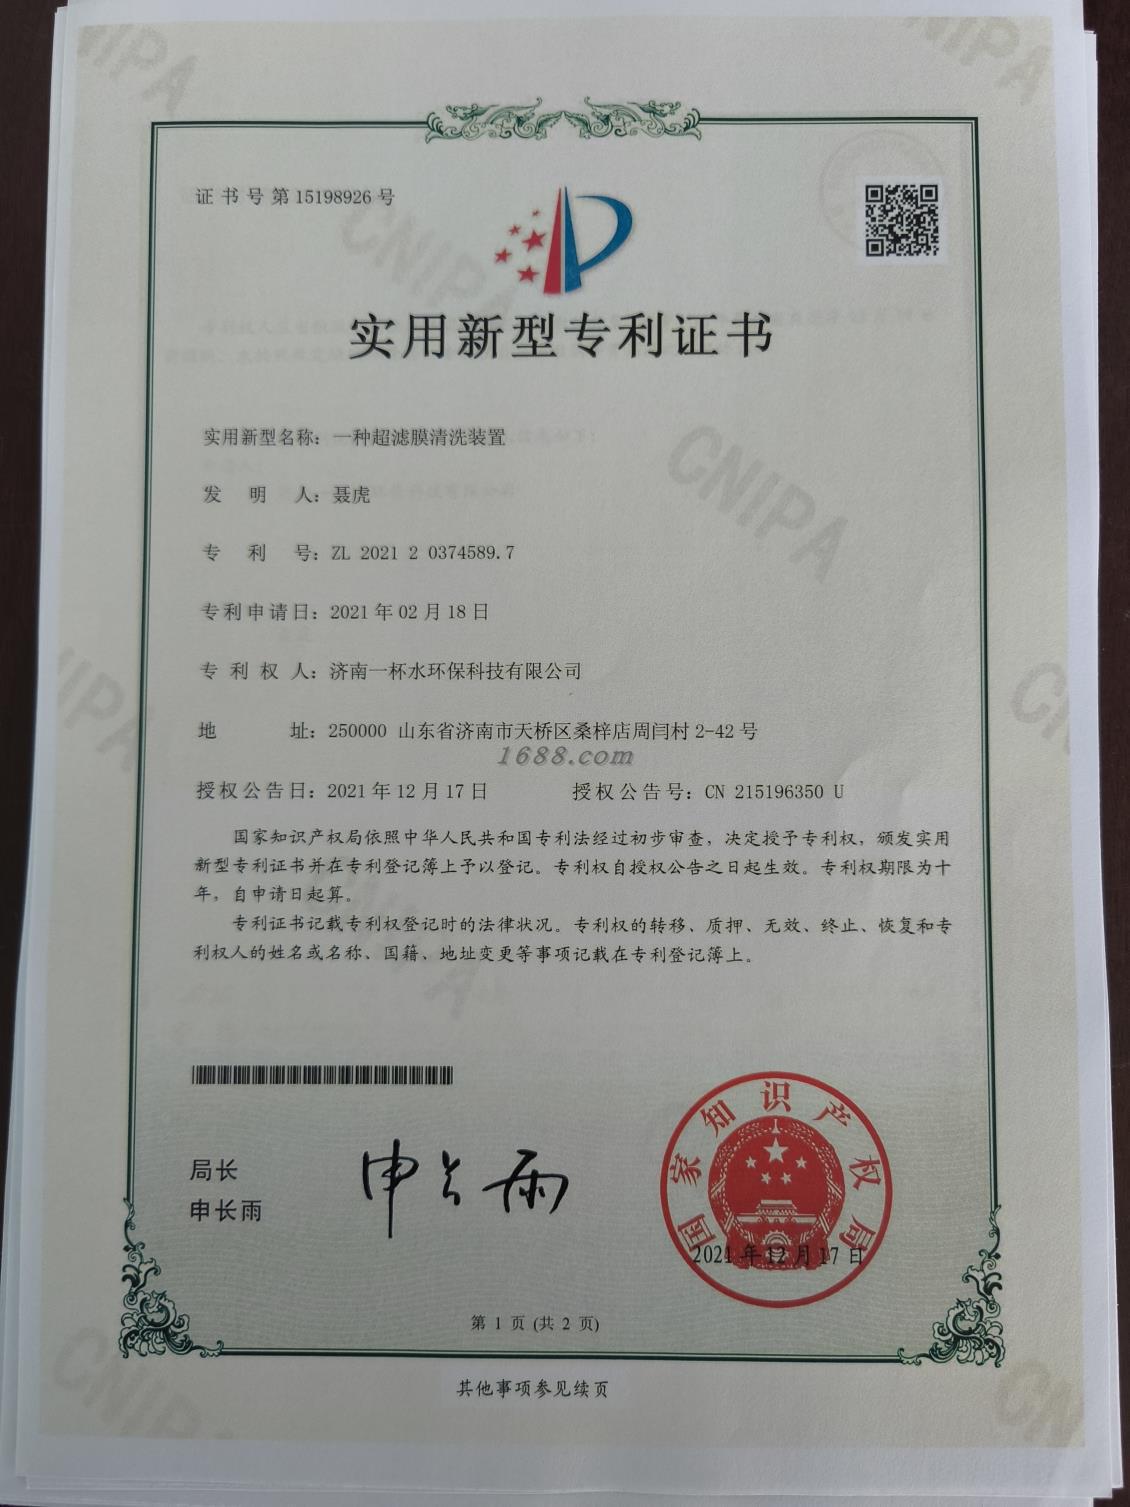 证书号第15198926号
实用新型专利证书
实用新型名称：一种超滤膜清洗装置
发明人：聂虎
专利号：ZL 2021 2 0374589.7
专利申请日：2021年02月18日
专利权人：济南一杯水环保科技有限公司
地址：250000 山东省济南市天桥区桑梓店周闫村2-42号
1688.com
授权公告日：2021年12月17日 授权公告号：CN 215196350 U
国家知识产权局依照中华人民共和国专利法经过初步审查，决定授予专利权，颁发实用
新型专利证书并在专利登记簿上予以登记。专利权自授权公告之日起生效。专利权期限为十
年，自申请日起算。
专利证书记载专利权登记时的法律状况。专利权的转移、质押、无效、终止、恢复和专
利权人的姓名或名称、国籍、地址变更等事项记载在专利登记簿上。
局长
申长雨
申长雨
国家知识产权局
2021年12月17日
第 1 页 (共 2 页)
其他事项参见续页
CNIPA
CNIPA
CNIPA
CNIPA